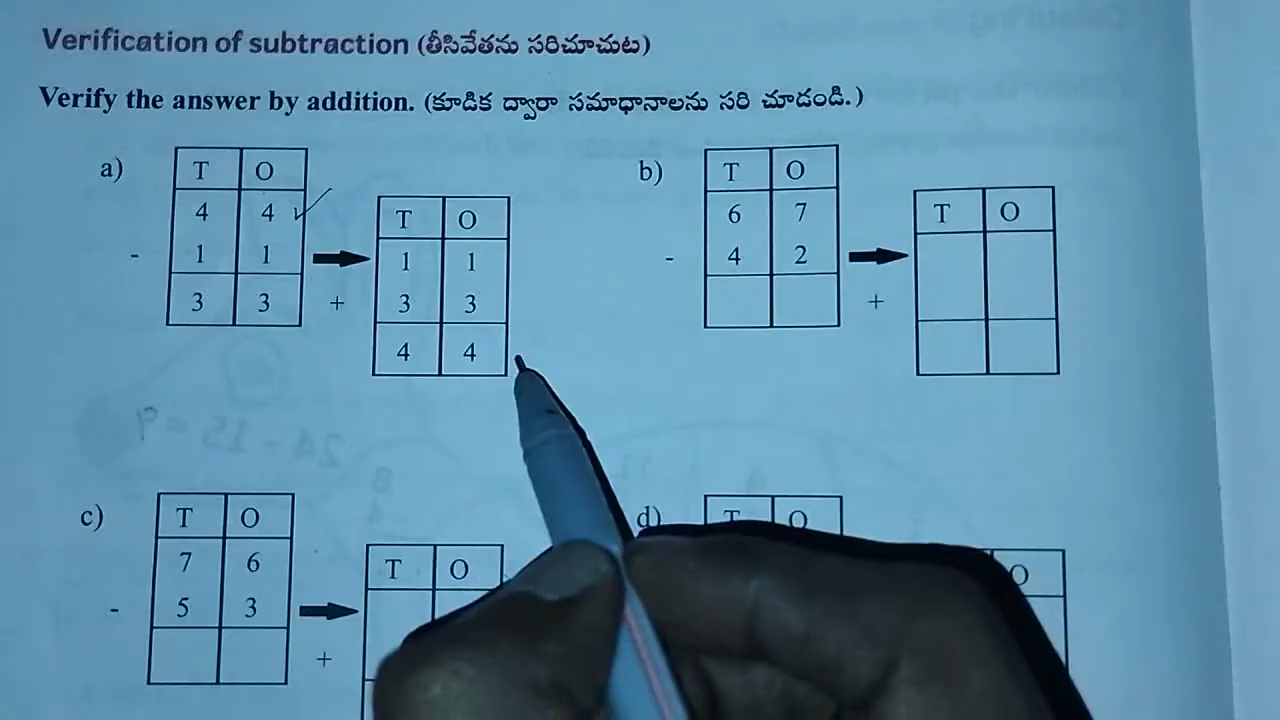 Verification of subtraction (తీసివేతను సరిచూచుట)
Verify the answer by addition. (కూడిక ద్వారా సమాధానాలను సరి చూడండి.)
a)
T O
4 4
- 1 1
3 3
T O
1 1
+ 3 3
4 4
b)
T O
6 7
- 4 2
T O
+
c)
T O
7 6
- 5 3
T O
+
d)
T O
O